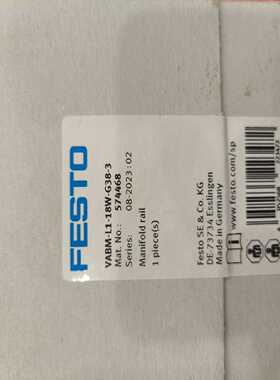 FESTO
VABM-L1-18W-G38-3
Mat. No.: 574468
Series: 08-2023:02
Manifold rail
1 piece(s)
Festo SE & Co. KG
DE-73734 Esslingen
Made in Germany
www.festo.com/sp